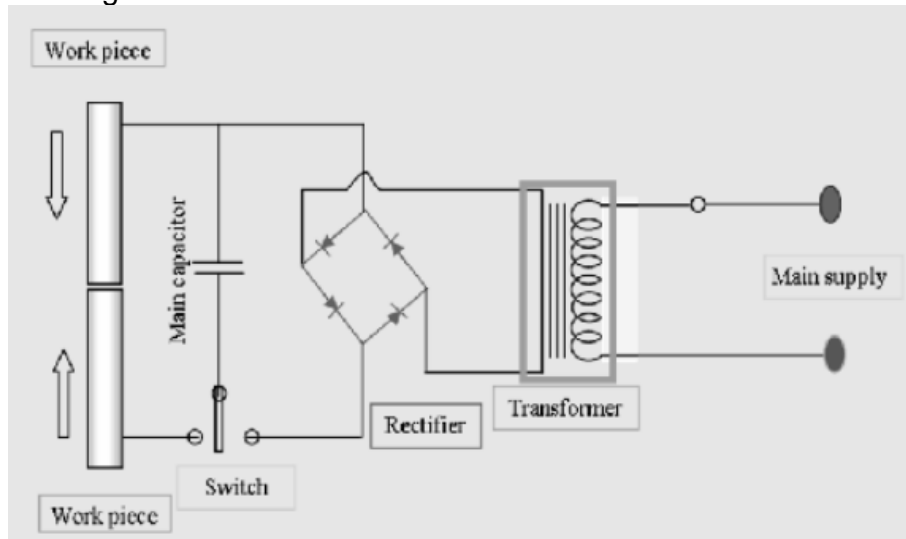 Work piece
Main capacitor
Main supply
Transformer
Rectifier
Switch
Work piece